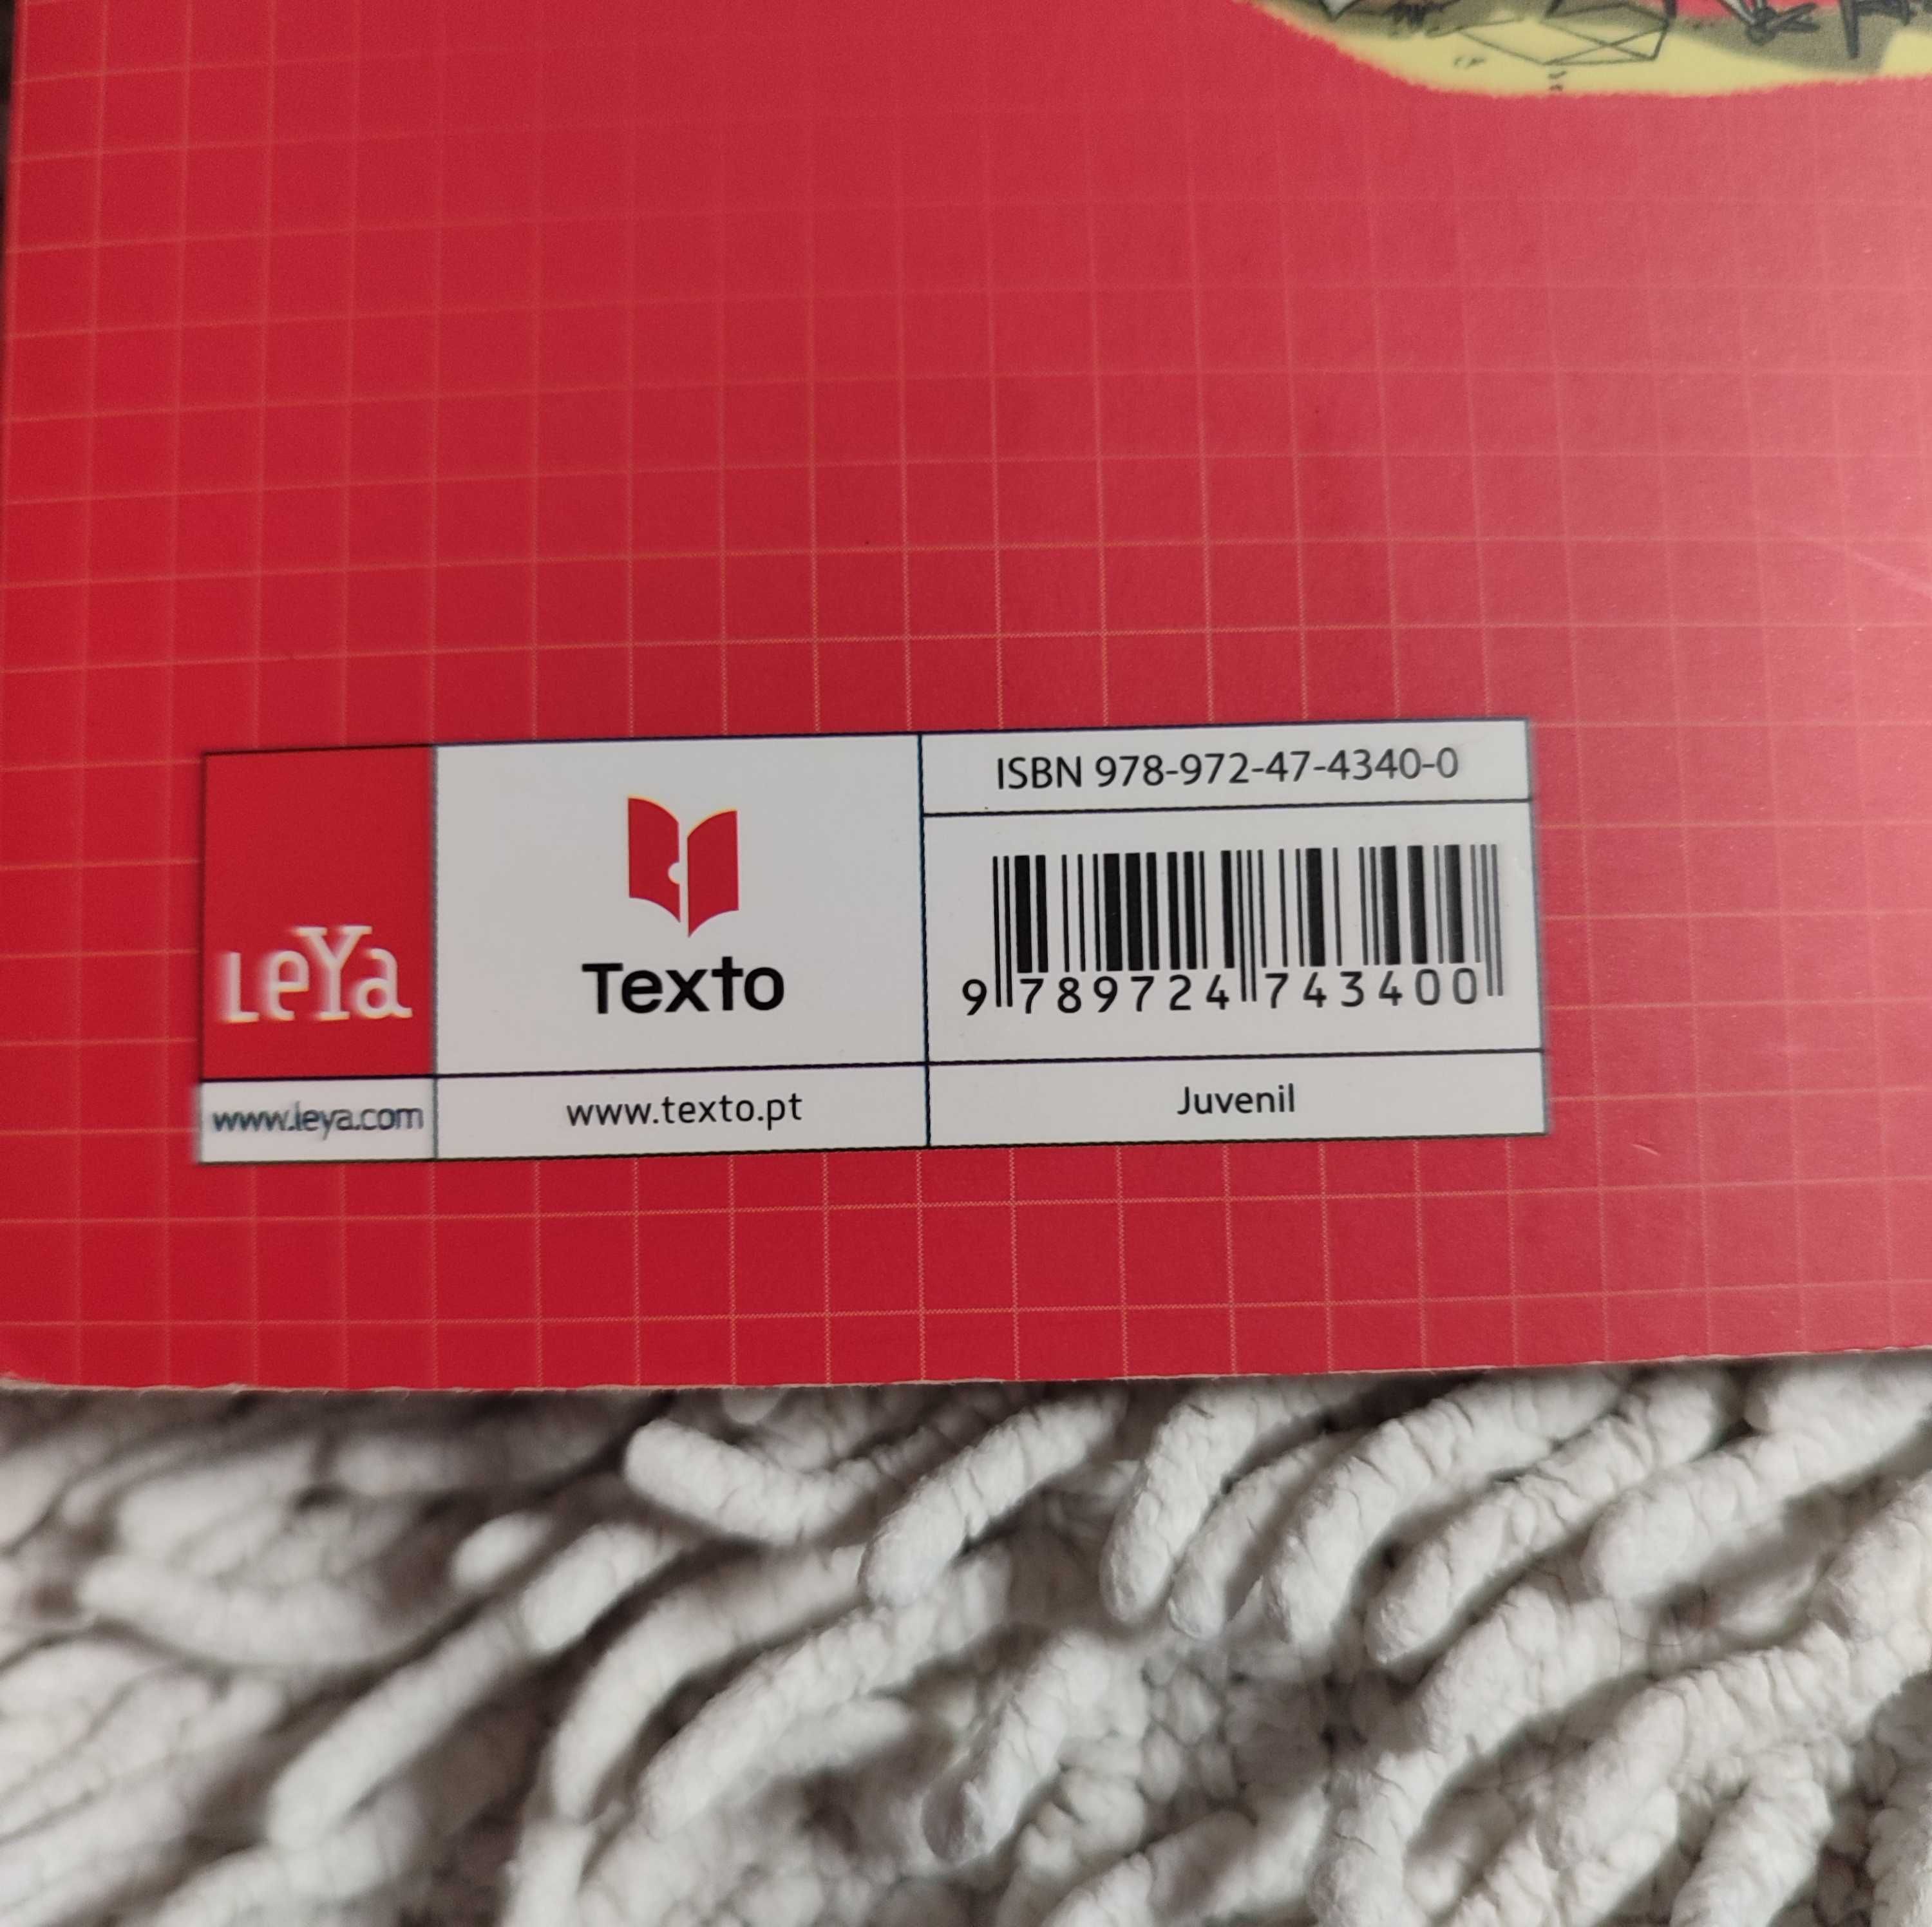 LeYa
www.leya.com
Texto
www.texto.pt
ISBN 978-972-47-4340-0
9 789724 743400
Juvenil